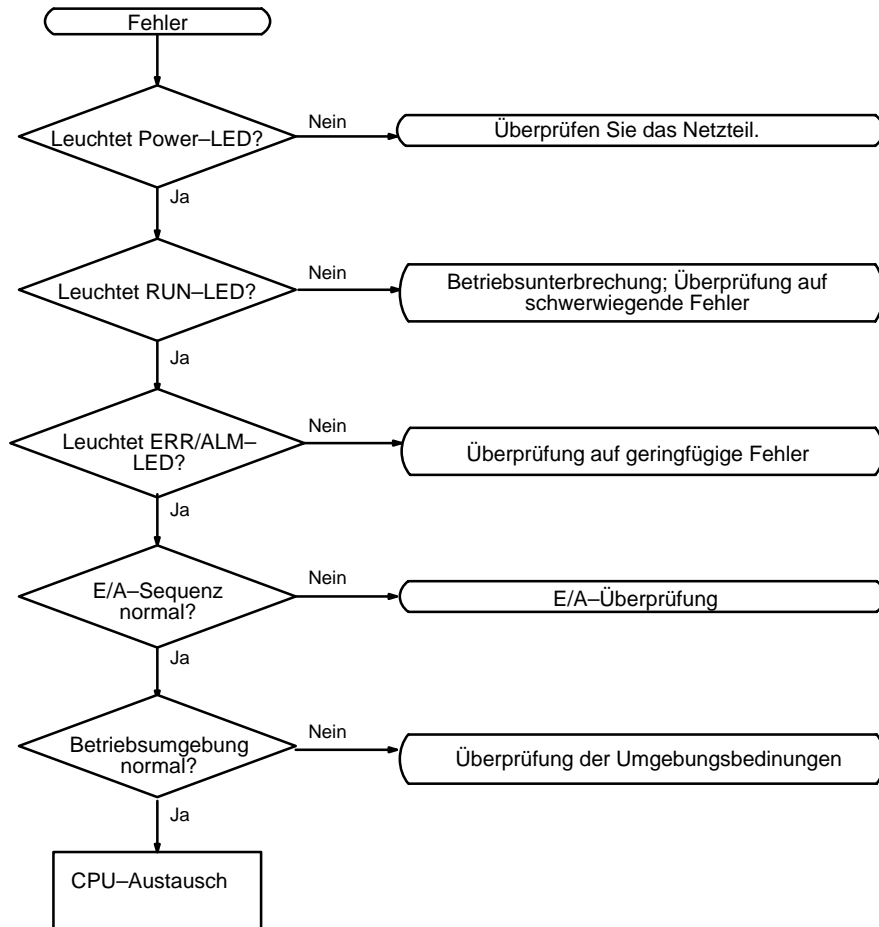 Fehler
Leuchtet Power–LED?
Nein
Überprüfen Sie das Netzteil.
Ja
Leuchtet RUN–LED?
Nein
Betriebsunterbrechung; Überprüfung auf
schwerwiegende Fehler
Ja
Leuchtet ERR/ALM–
LED?
Nein
Überprüfung auf geringfügige Fehler
Ja
E/A–Sequenz
normal?
Nein
E/A–Überprüfung
Ja
Betriebsumgebung
normal?
Nein
Überprüfung der Umgebungsbedinungen
Ja
CPU–Austausch